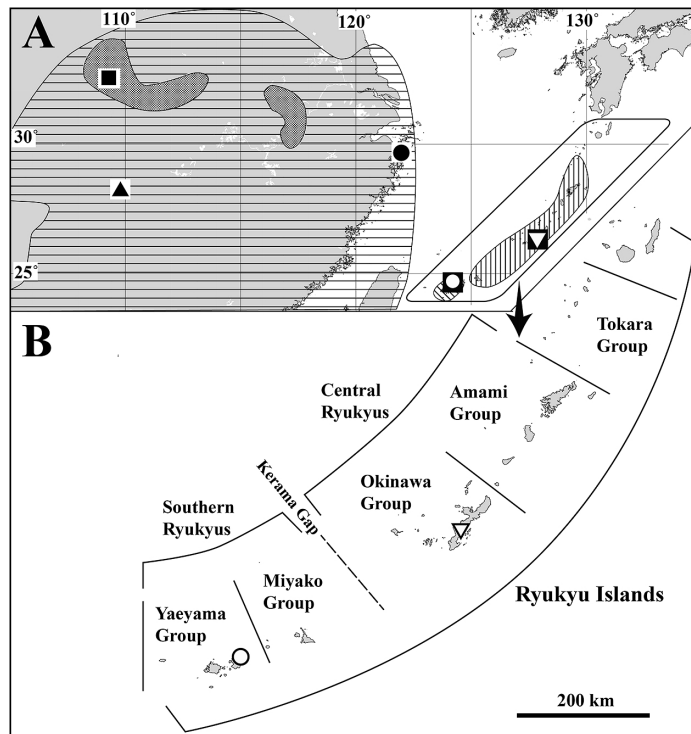 A
110°
120°
130°
30°
25°
B
Tokara
Group
Central
Ryukyus
Amami
Group
Kerama Gap
Okinawa
Group
Southern
Ryukyus
Miyako
Group
Yaeyama
Group
Ryukyu Islands
200 km